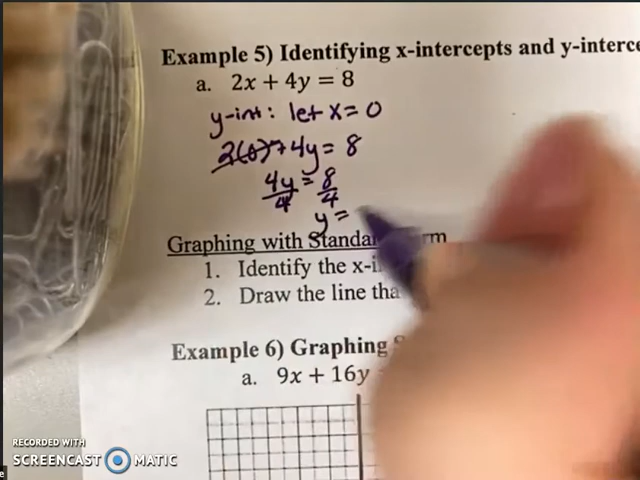 Example 5) Identifying x-intercepts and y-interce
a. 2x + 4y = 8
y-int: let x = 0
2(0) + 4y = 8
4y/4 = 8/4
y =
Graphing with Standa rm
1. Identify the x-i
2. Draw the line tha
Example 6) Graphing
a. 9x + 16y
RECORDED WITH
SCREENCAST MATIC